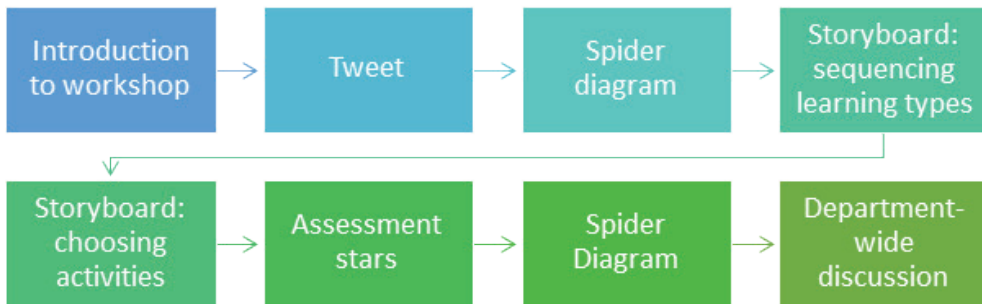 Introduction
to workshop
Tweet
Spider
diagram
Storyboard:
sequencing
learning types
Storyboard:
choosing
activities
Assessment
stars
Spider
Diagram
Department-
wide
discussion